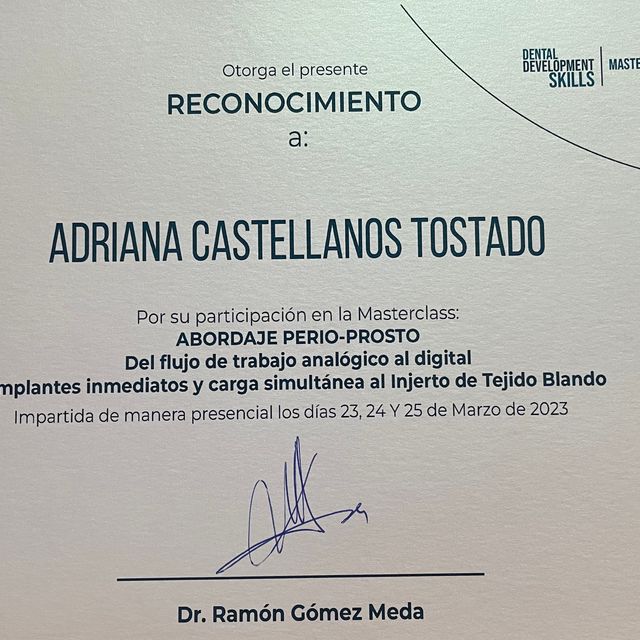 Otorga el presente
RECONOCIMIENTO
a:
DENTAL
DEVELOPMENT
SKILLS
ADRIANA CASTELLANOS TOSTADO
Por su participación en la Masterclass:
ABORDAJE PERIO-PROSTO
Del flujo de trabajo analógico al digital
mplantes inmediatos y carga simultánea al Injerto de Tejido Blando
Impartida de manera presencial los días 23, 24 Y 25 de Marzo de 2023
Dr. Ramón Gómez Meda